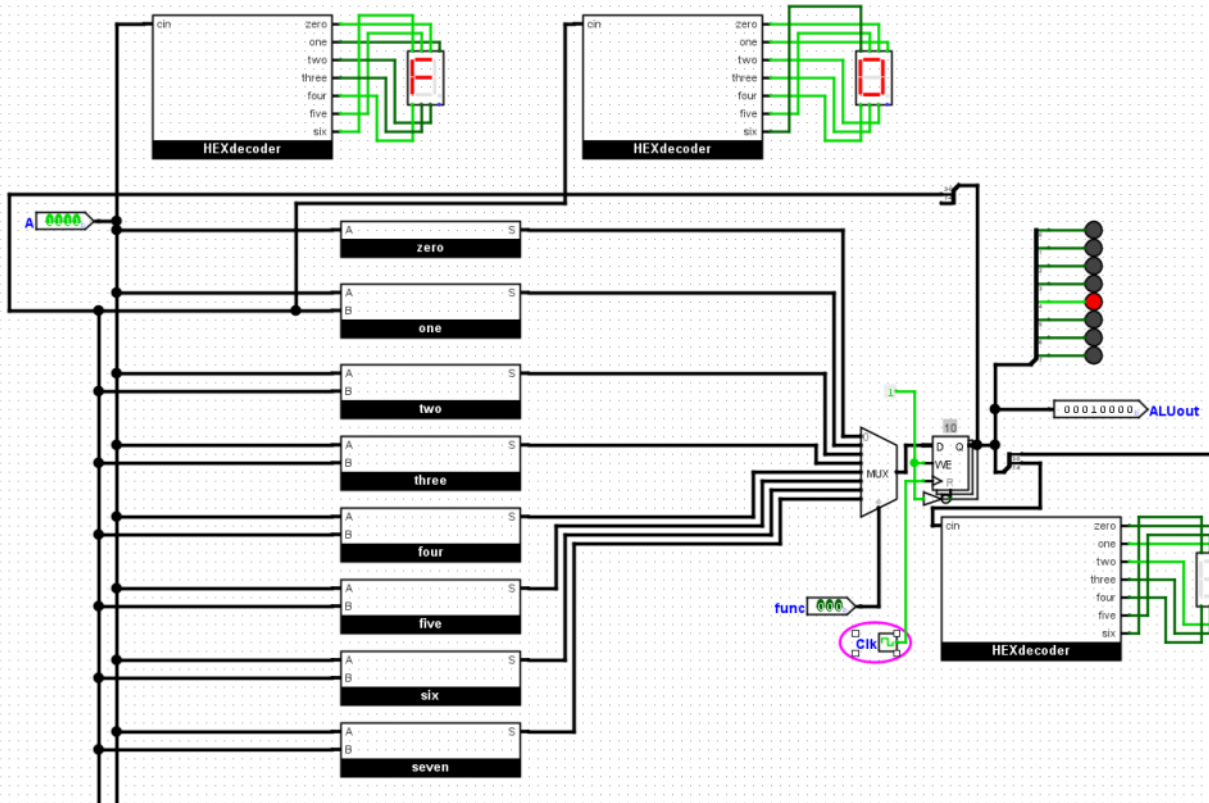 cin zero one two three four five six
HEXdecoder
cin zero one two three four five six
HEXdecoder
A 0000
A S
zero
A S
B
one
A S
B
two
A S
B
three
A S
B
four
A S
B
five
A S
B
six
A S
B
seven
0
MUX
1
10
D Q
WE
R
func 000
Clk
00010000 ALUout
cin zero one two three four five six
HEXdecoder